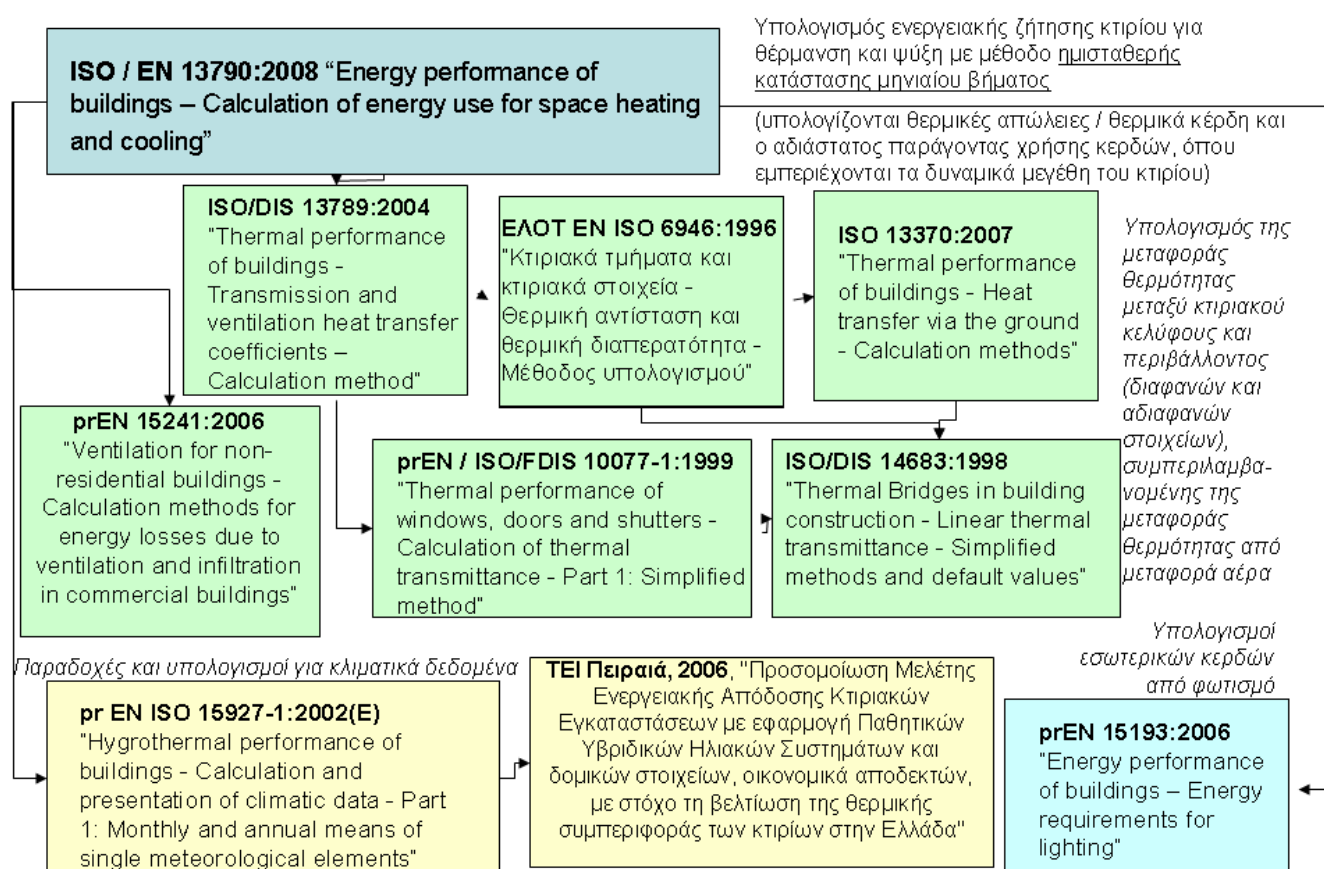 ISO / EN 13790:2008 “Energy performance of
buildings – Calculation of energy use for space heating
and cooling”
Υπολογισμός ενεργειακής ζήτησης κτιρίου για
θέρμανση και ψύξη με μέθοδο ημισταθερής
κατάστασης μηνιαίου βήματος
(υπολογίζονται θερμικές απώλειες / θερμικά κέρδη και
ο αδιάστατος παράγοντας χρήσης κερδών, όπου
εμπεριέχονται τα δυναμικά μεγέθη του κτιρίου)
ISO/DIS 13789:2004
"Thermal performance
of buildings -
Transmission and
ventilation heat transfer
coefficients –
Calculation method"
ΕΛΟΤ EN ISO 6946:1996
"Κτιριακά τμήματα και
κτιριακά στοιχεία -
Θερμική αντίσταση και
θερμική διαπερατότητα -
Μέθοδος υπολογισμού"
ISO 13370:2007
"Thermal performance
of buildings - Heat
transfer via the ground
- Calculation methods"
Υπολογισμός της
μεταφοράς
θερμότητας
μεταξύ κτιριακού
κελύφους και
περιβάλλοντος
(διαφανών και
αδιαφανών
στοιχείων),
συμπεριλαμβα-
νομένης της
μεταφοράς
θερμότητας από
μεταφορά αέρα
prEN 15241:2006
"Ventilation for non-
residential buildings -
Calculation methods for
energy losses due to
ventilation and infiltration
in commercial buildings"
prEN / ISO/FDIS 10077-1:1999
"Thermal performance of
windows, doors and shutters -
Calculation of thermal
transmittance - Part 1: Simplified
method"
ISO/DIS 14683:1998
"Thermal Bridges in building
construction - Linear thermal
transmittance - Simplified
methods and default values"
Υπολογισμοί
εσωτερικών κερδών
από φωτισμό
Παραδοχές και υπολογισμοί για κλιματικά δεδομένα
pr EN ISO 15927-1:2002(E)
"Hygrothermal performance of
buildings - Calculation and
presentation of climatic data - Part
1: Monthly and annual means of
single meteorological elements"
ΤΕΙ Πειραιά, 2006, "Προσομοίωση Μελέτης
Ενεργειακής Απόδοσης Κτιριακών
Εγκαταστάσεων με εφαρμογή Παθητικών
Υβριδικών Ηλιακών Συστημάτων και
δομικών στοιχείων, οικονομικά αποδεκτών,
με στόχο τη βελτίωση της θερμικής
συμπεριφοράς των κτιρίων στην Ελλάδα"
prEN 15193:2006
"Energy performance
of buildings – Energy
requirements for
lighting"